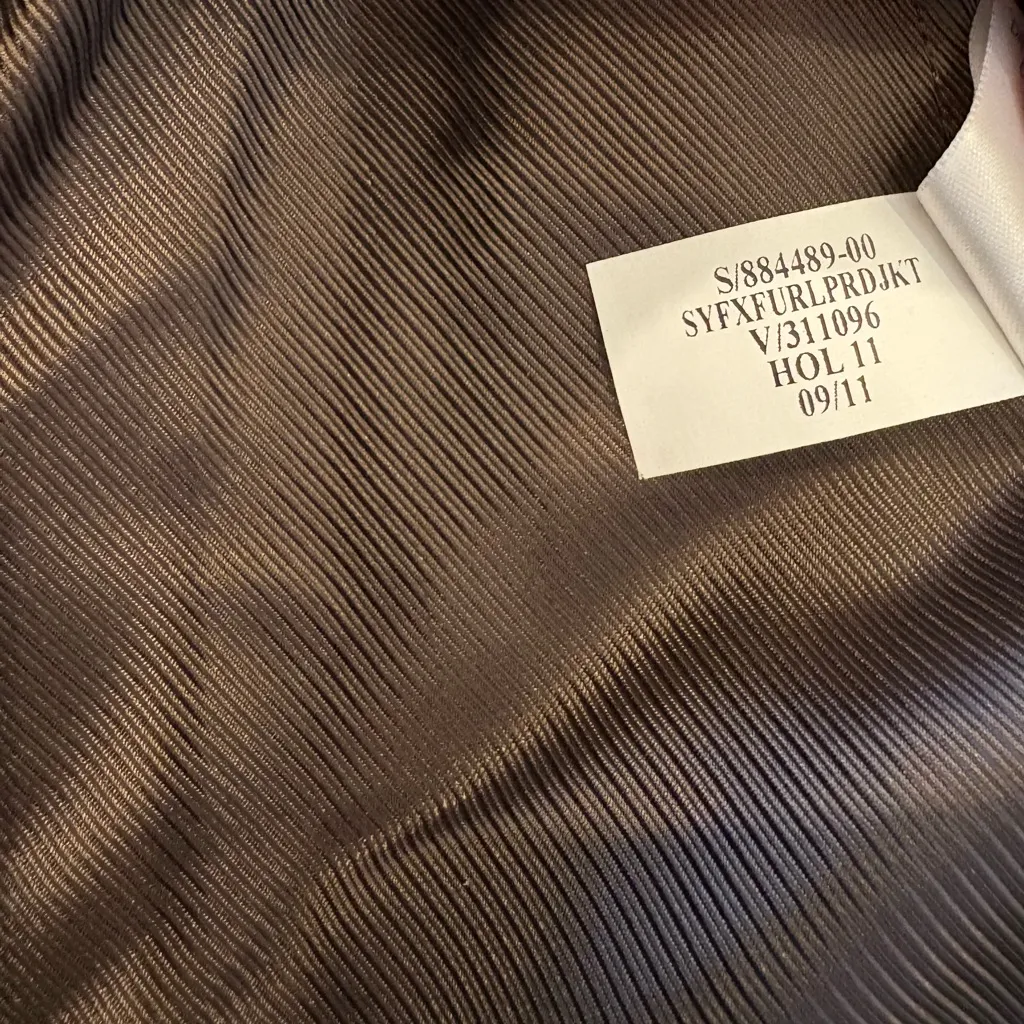 S/884489-00
SYFXFURLPRDJKT
V/311096
HOL 11
09/11